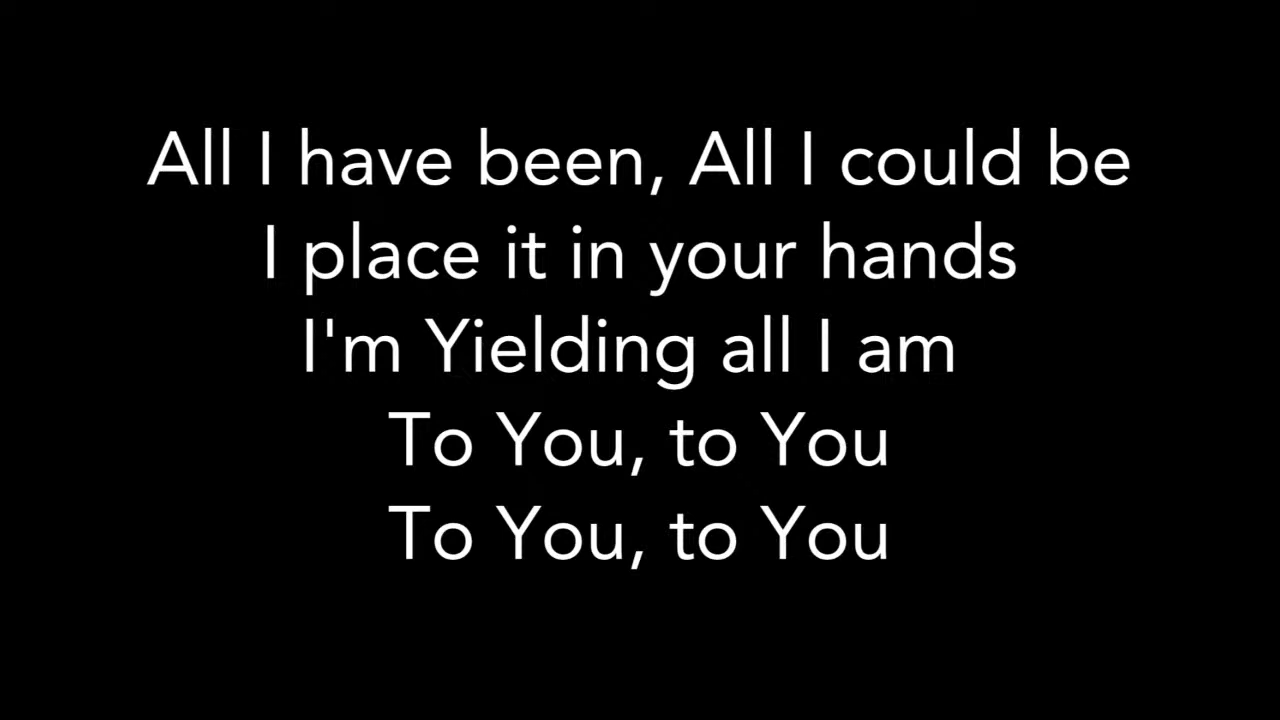 All I have been, All I could be
I place it in your hands
I'm Yielding all I am
To You, to You
To You, to You